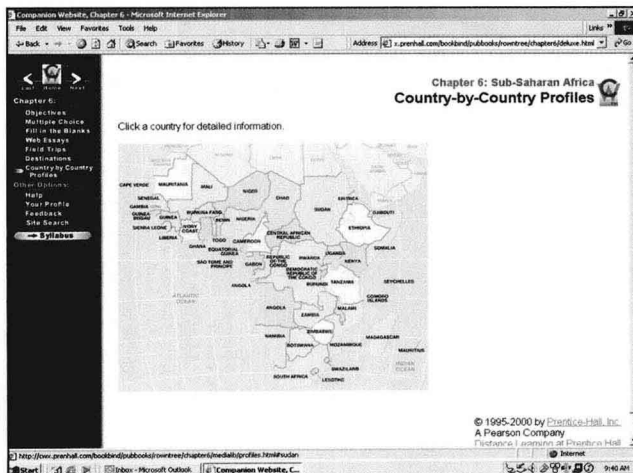 Companion Website, Chapter 6 - Microsoft Internet Explorer
File Edit View Favorites Tools Help
Links »
Back
Search Favorites History
Address
x.prenhall.com/bookbind/pubbooks/rowntree/chapter6/deluxe.html
Go
Last Home Next
Chapter 6:
Objectives
Multiple Choice
Fill in the Blanks
Web Essays
Field Trips
Destinations
Country by Country
Profiles
Other Options:
Help
Your Profile
Feedback
Site Search
Syllabus
Chapter 6: Sub-Saharan Africa
Country-by-Country Profiles
Click a country for detailed information.
CAPE VERDE
MAURITANIA
MALI
NIGER
CHAD
SUDAN
ERITREA
SENEGAL
GAMBIA
GUINEA
BISSAU
GUINEA
BURKINA FASO
BENIN
NIGERIA
DJIBOUTI
ETHIOPIA
SIERRA LEONE
IVORY
COAST
LIBERIA
TOGO
GHANA
CAMEROON
CENTRAL AFRICAN
REPUBLIC
SOMALIA
EQUATORIAL
GUINEA
SAO TOME AND
PRINCIPE
GABON
REPUBLIC
OF THE
CONGO
RWANDA
UGANDA
KENYA
DEMOCRATIC
REPUBLIC OF
THE CONGO
BURUNDI
TANZANIA
SEYCHELLES
ANGOLA
COMORO
ISLANDS
ATLANTIC
OCEAN
ANGOLA
ZAMBIA
MALAWI
ZIMBABWE
NAMIBIA
BOTSWANA
MOZAMBIQUE
MADAGASCAR
MAURITIUS
INDIAN
OCEAN
SWAZILAND
SOUTH AFRICA
LESOTHO
© 1995-2000 by Prentice-Hall, Inc.
A Pearson Company
Distance Learning at Prentice Hall
http://cwx.prenhall.com/bookbind/pubbooks/rowntree/chapter6/medialib/profiles.html#sudan
Internet
Start
Inbox - Microsoft Outlook
Companion Website, C...
9:40 AM